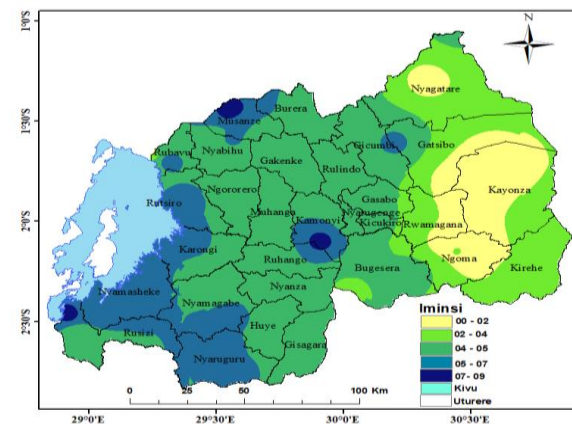 N
1°0'S
Nyagatare
Burera
Musanze
1°30'S
Gicumbi
Gatsibo
Rubavu
Nyabihu
Gakenke
Rulindo
Ngororero
Gasabo
Kayonza
Rutsiro
Muhanga
Kamonyi
Nyarugenge
Kicukiro
Rwamagana
2°0'S
Karongi
Ruhango
Bugesera
Ngoma
Kirehe
Nyamasheke
Nyamagabe
Nyanza
Rusizi
Huye
Gisagara
Nyaruguru
Iminsi
00 - 02
02 - 04
04 - 05
05 - 07
07 - 09
Kivu
Uturere
0 25 50 100 Km
29°0'E 29°30'E 30°0'E 30°30'E